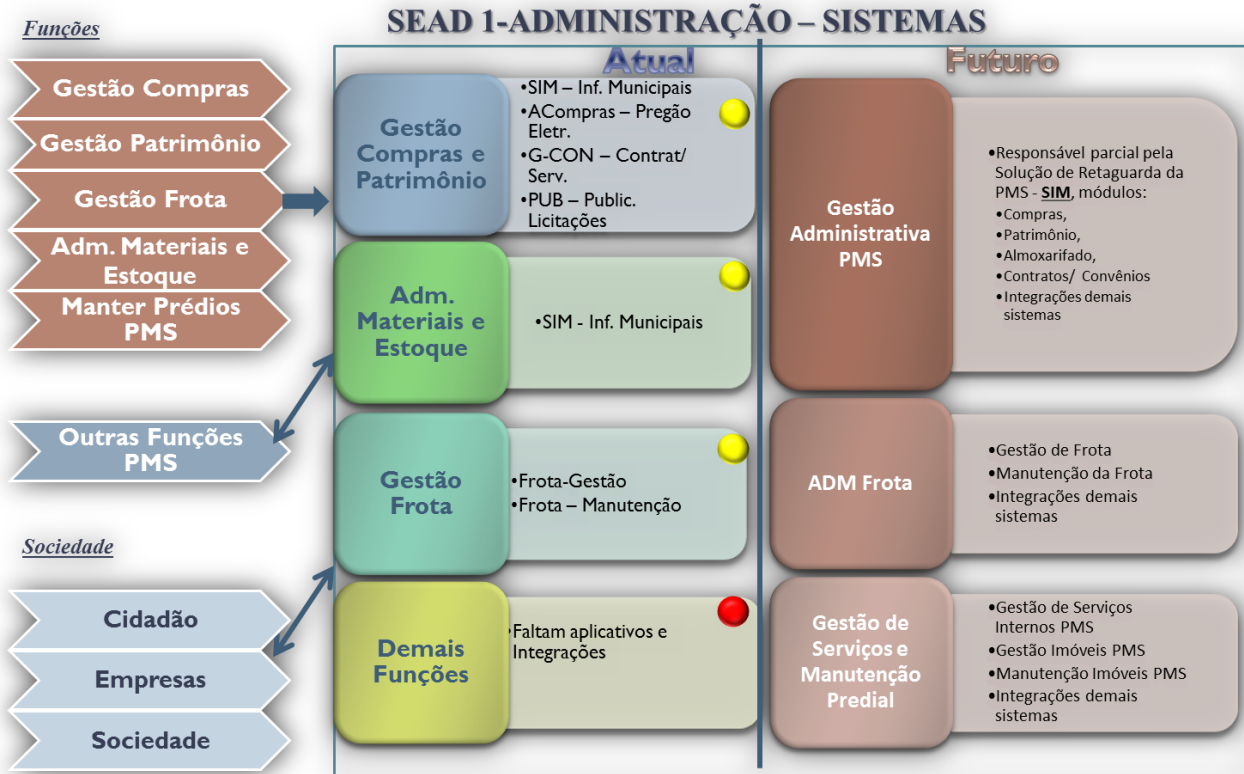 SEAD 1-ADMINISTRAÇÃO – SISTEMAS
Funções
Gestão Compras
Gestão Patrimônio
Gestão Frota
Adm. Materiais e
Estoque
Manter Prédios
PMS
Outras Funções
PMS
Sociedade
Cidadão
Empresas
Sociedade
Atual
Gestão
Compras e
Patrimônio
•SIM – Inf. Municipais
•ACompras – Pregão
Eletr.
•G-CON – Contrat/
Serv.
•PUB – Public.
Licitações
Adm.
Materiais e
Estoque
•SIM - Inf. Municipais
Gestão
Frota
•Frota-Gestão
•Frota – Manutenção
Demais
Funções
•Faltam aplicativos e
Integrações
Futuro
Gestão
Administrativa
PMS
•Responsável parcial pela
Solução de Retaguarda da
PMS - SIM, módulos:
•Compras,
•Patrimônio,
•Almoxarifado,
•Contratos/ Convênios
•Integrações demais
sistemas
ADM Frota
•Gestão de Frota
•Manutenção da Frota
•Integrações demais
sistemas
Gestão de
Serviços e
Manutenção
Predial
•Gestão de Serviços
Internos PMS
•Gestão Imóveis PMS
•Manutenção Imóveis PMS
•Integrações demais
sistemas